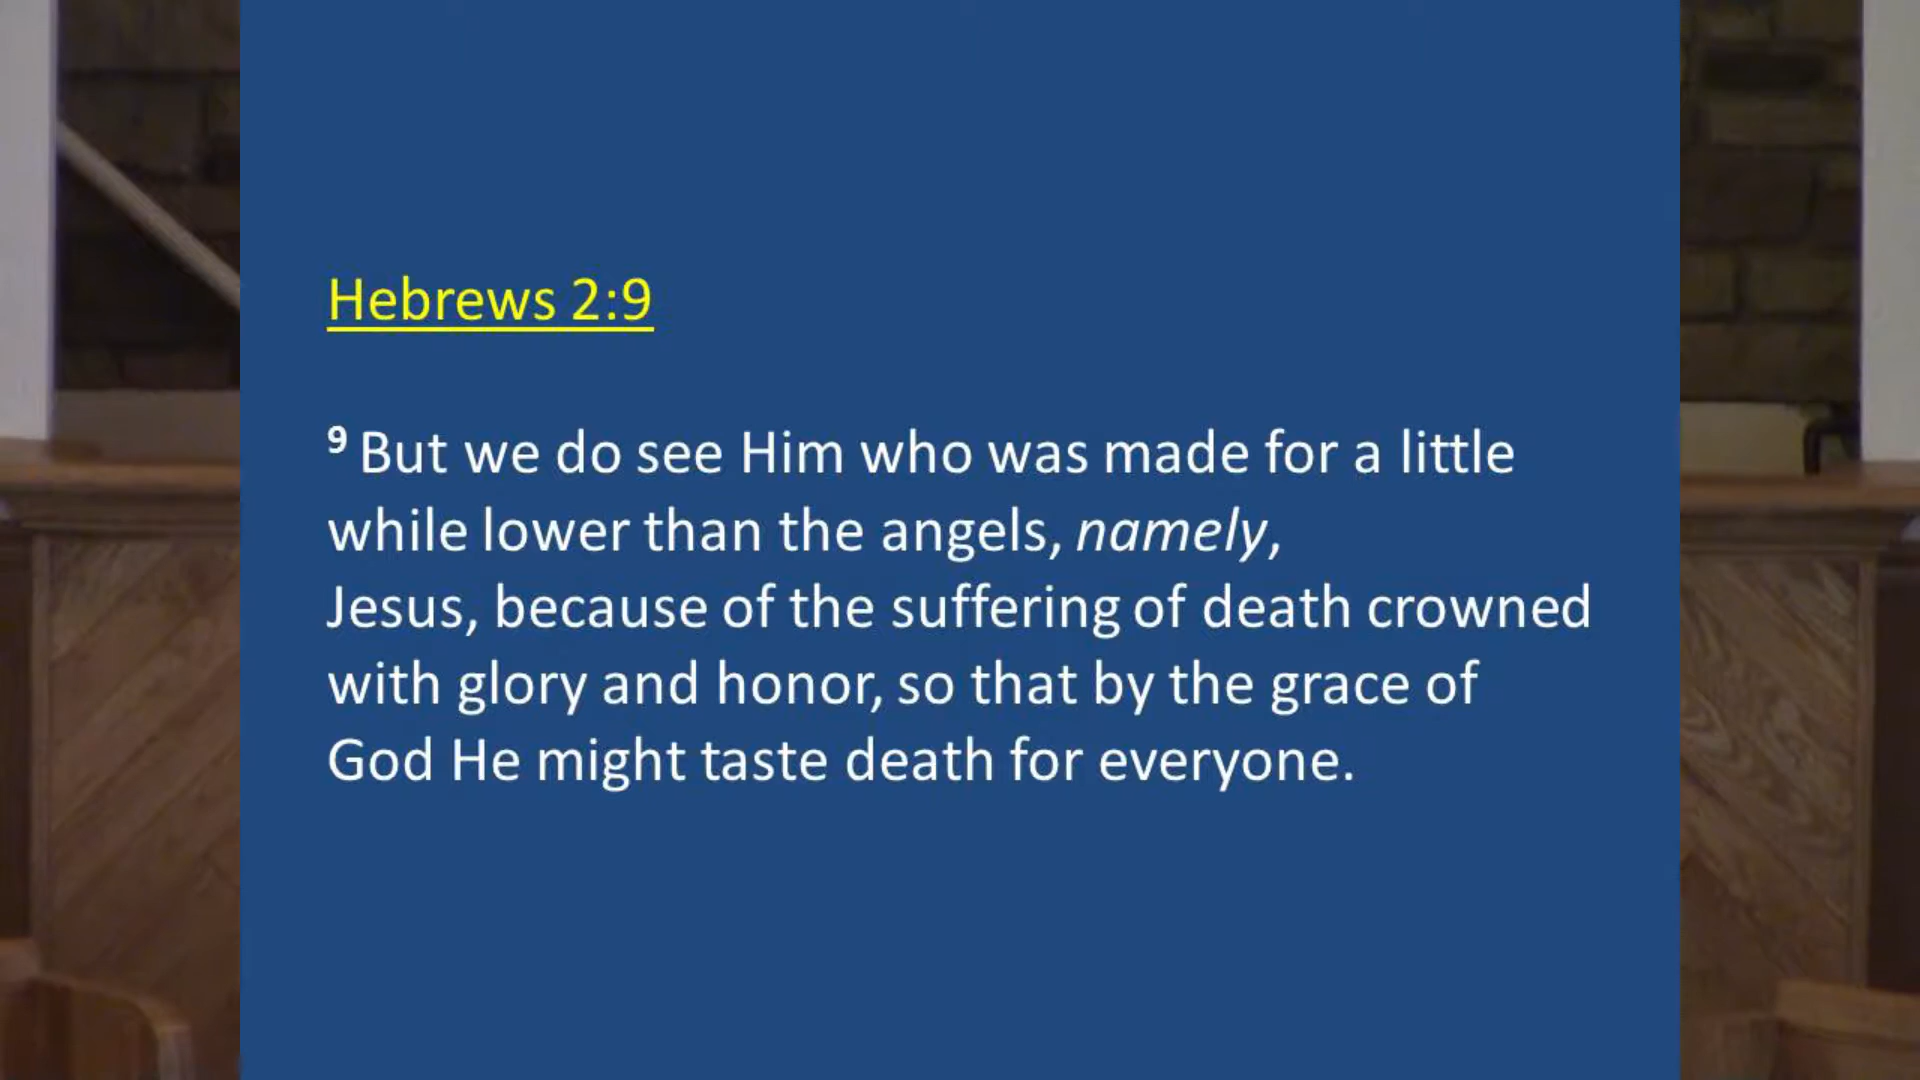 Hebrews 2:9
9 But we do see Him who was made for a little
while lower than the angels, namely,
Jesus, because of the suffering of death crowned
with glory and honor, so that by the grace of
God He might taste death for everyone.